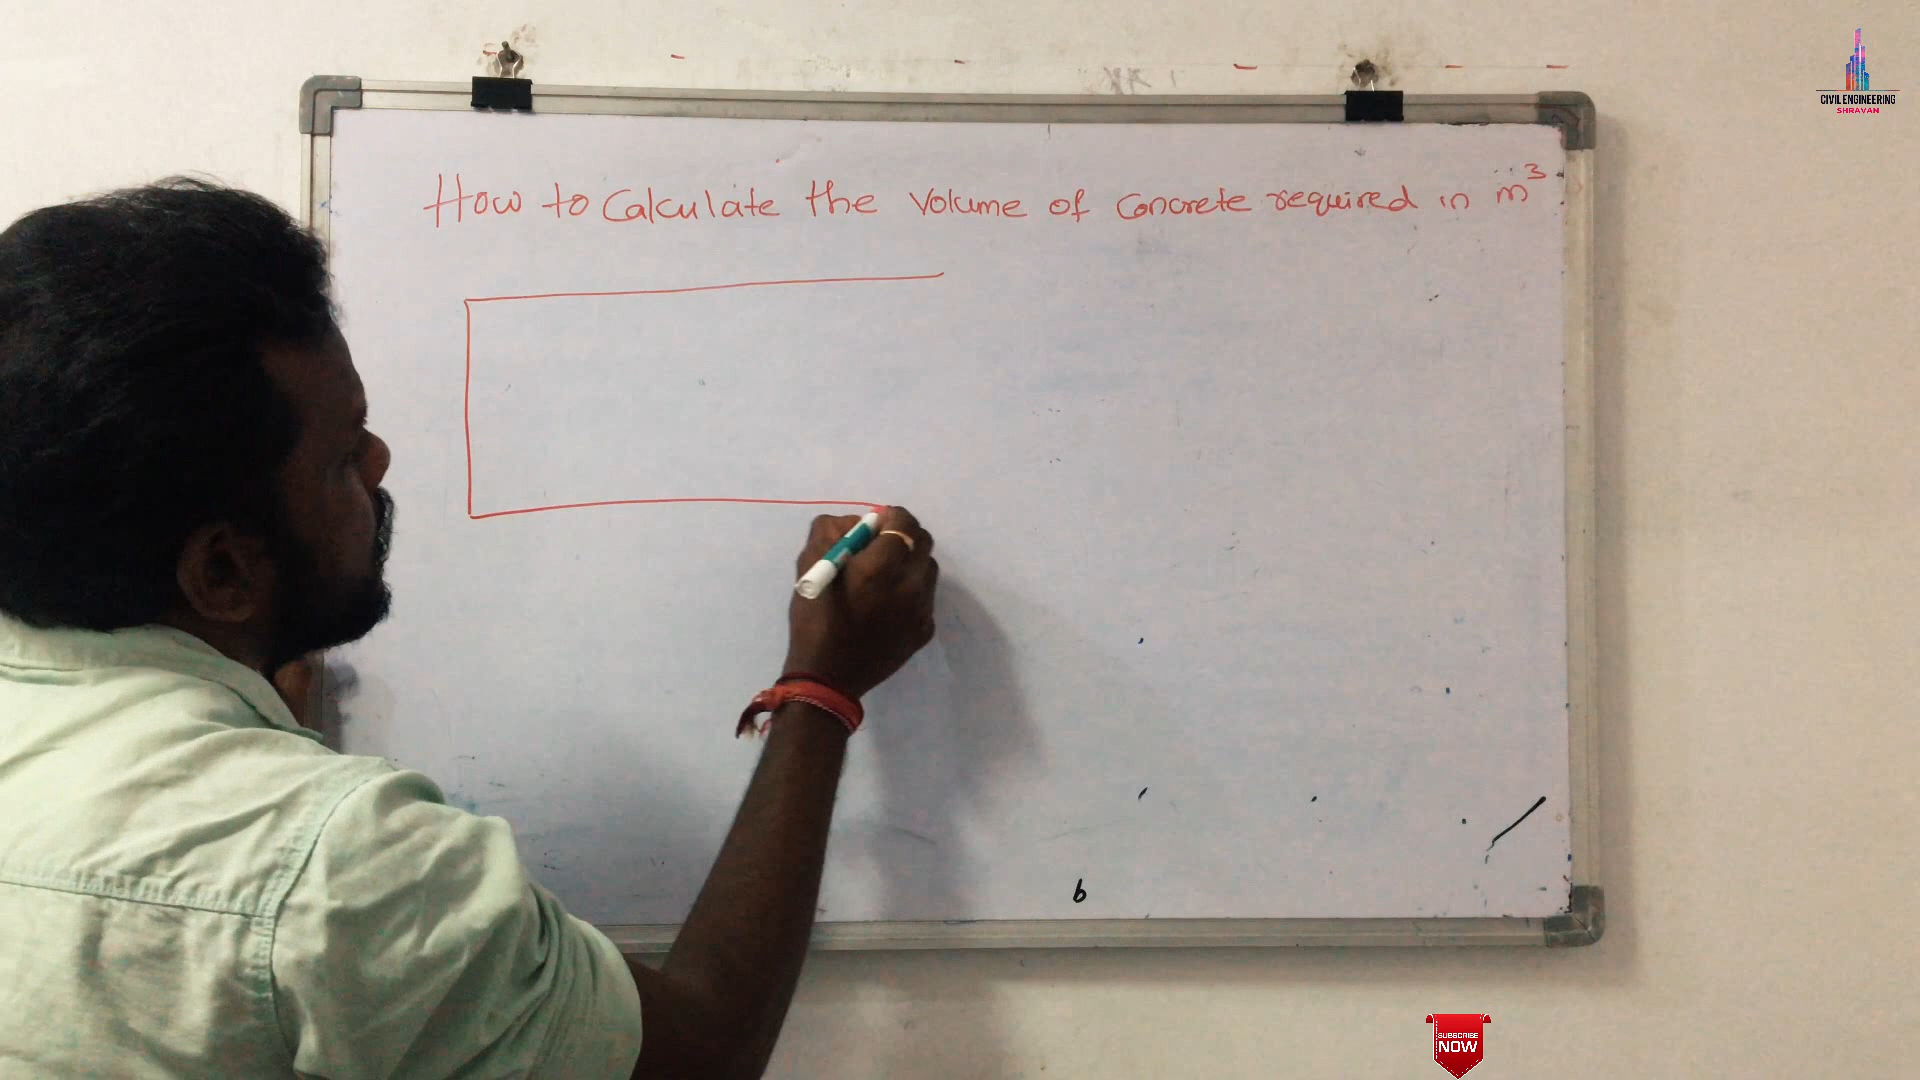 CIVIL ENGINEERING
SHRAVAN
How to Calculate the Volume of Concrete required in m³
b
SUBSCRIBE
NOW